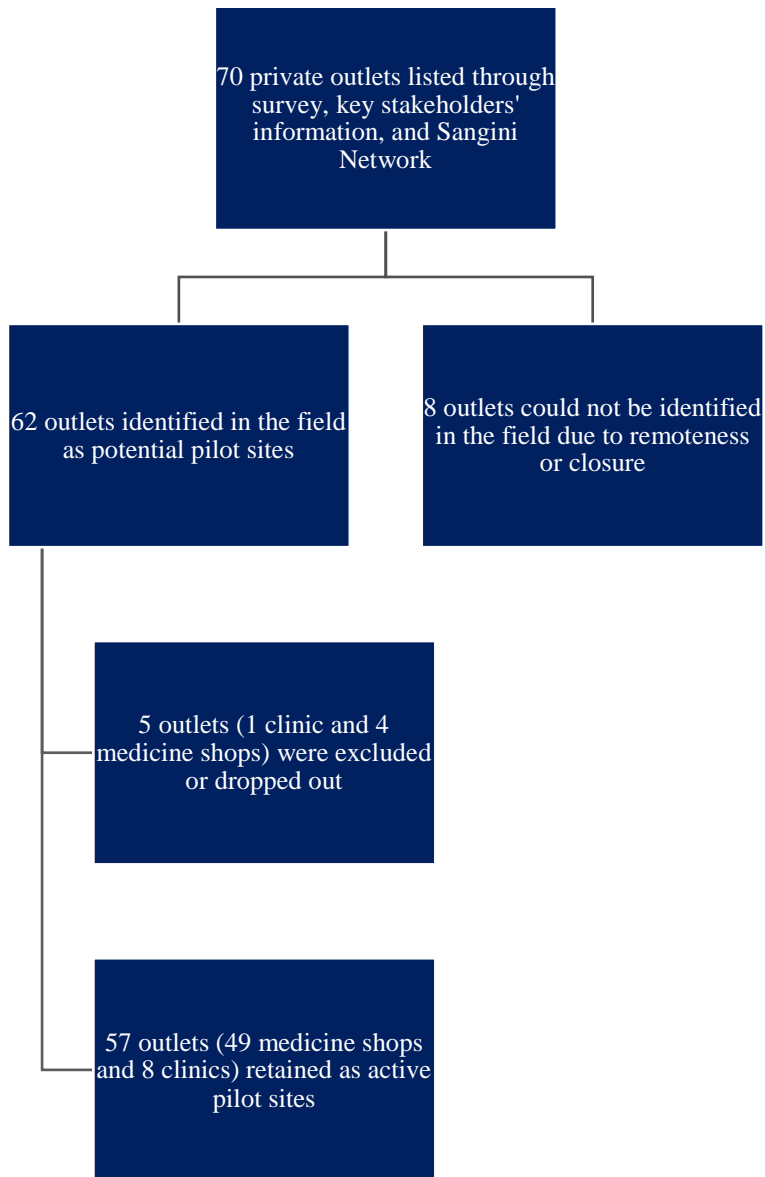 70 private outlets listed through
survey, key stakeholders'
information, and Sangini
Network
62 outlets identified in the field
as potential pilot sites
8 outlets could not be identified
in the field due to remoteness
or closure
5 outlets (1 clinic and 4
medicine shops) were excluded
or dropped out
57 outlets (49 medicine shops
and 8 clinics) retained as active
pilot sites